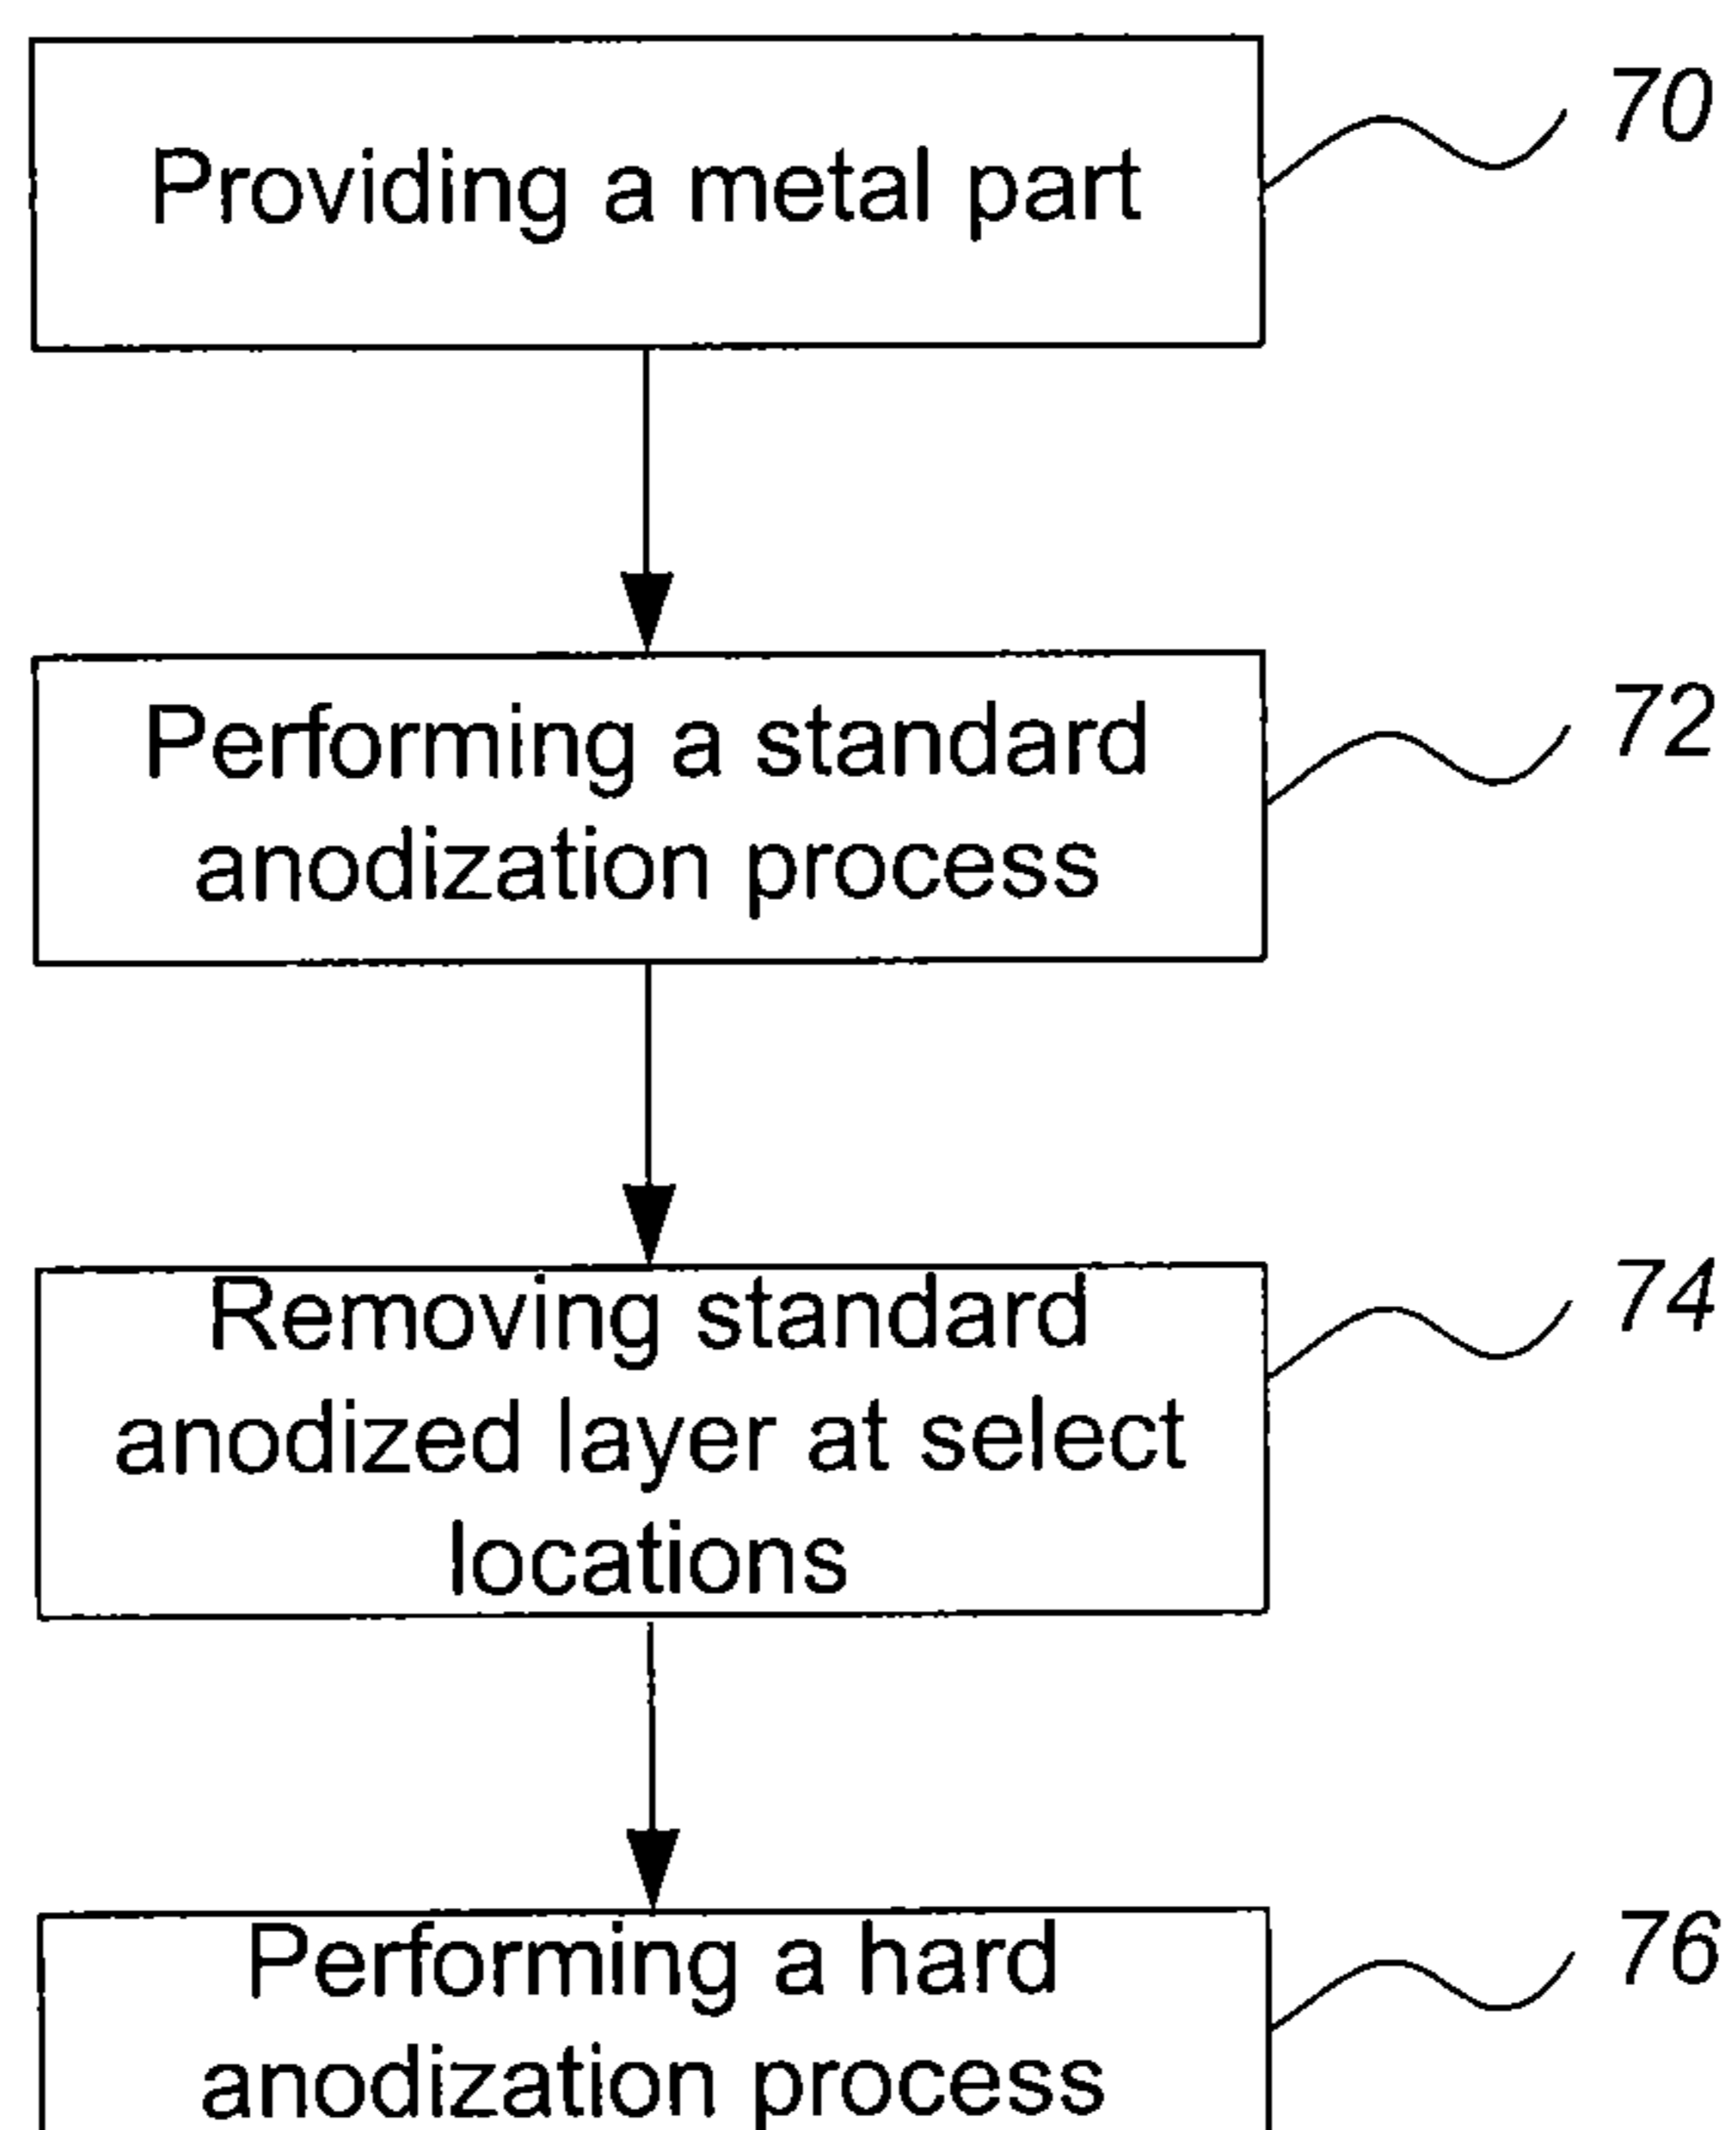 Providing a metal part
70
Performing a standard
anodization process
72
Removing standard
anodized layer at select
locations
74
Performing a hard
anodization process
76